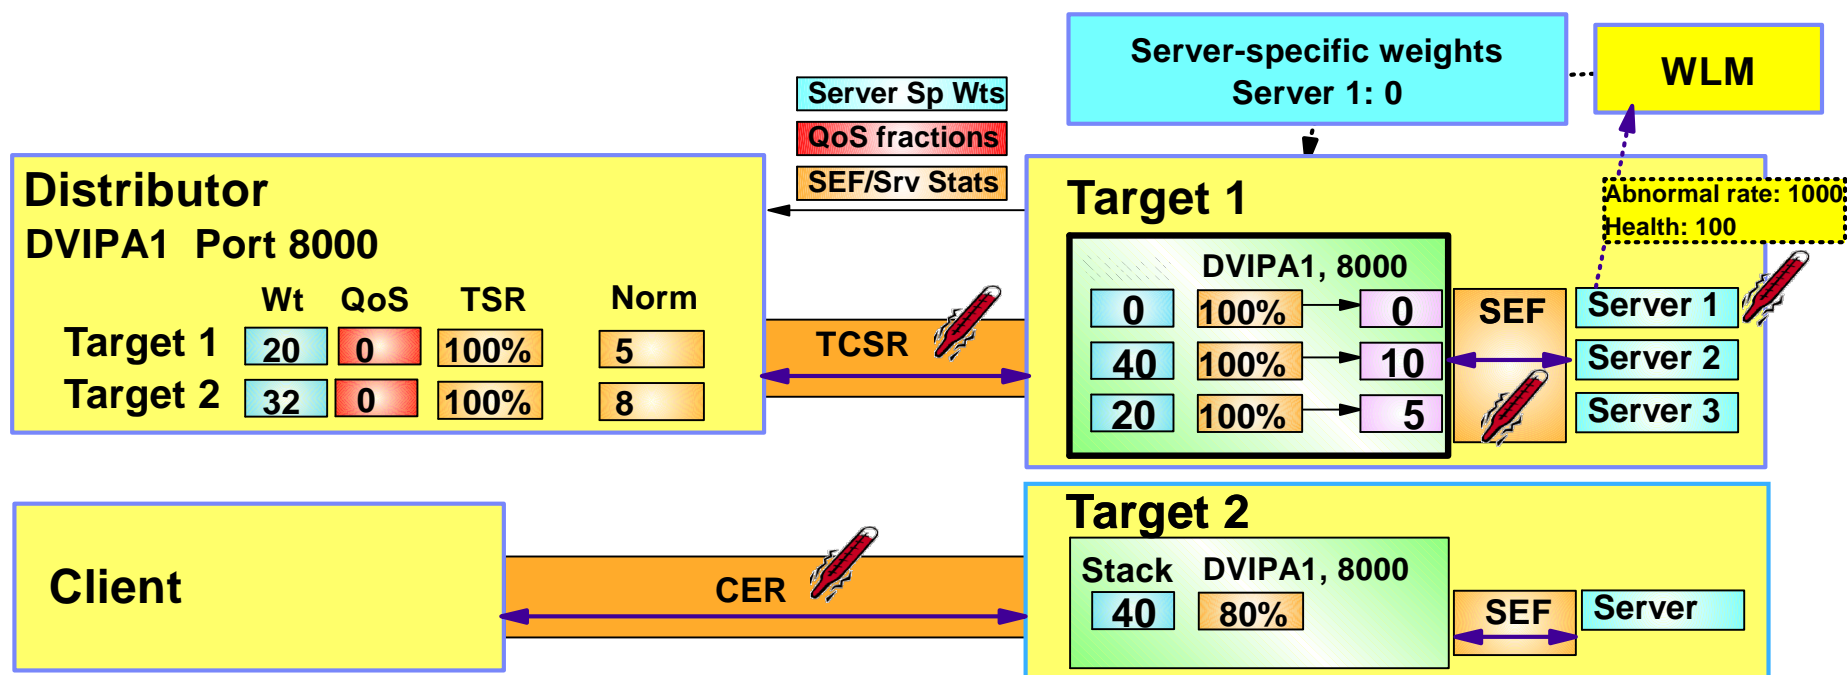 Server-specific weights
Server 1: 0
WLM
Server Sp Wts
QoS fractions
SEF/Srv Stats
Distributor
DVIPA1 Port 8000
Wt QoS TSR Norm
Target 1 20 0 100% 5
Target 2 32 0 100% 8
TCSR
Target 1
Abnormal rate: 1000
Health: 100
DVIPA1, 8000
0 100% 0
40 100% 10
20 100% 5
SEF
Server 1
Server 2
Server 3
Client
CER
Target 2
Stack DVIPA1, 8000
40 80%
SEF
Server